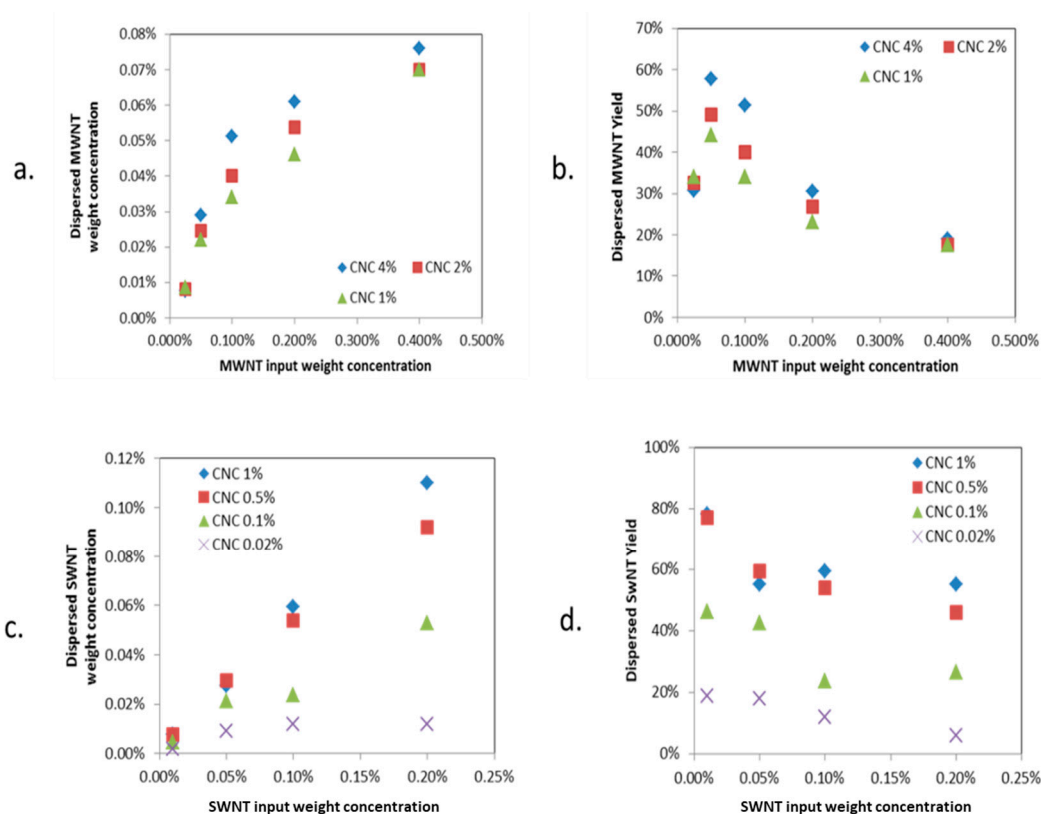 a.
Dispersed MWNT
weight concentration
0.08%
0.07%
0.06%
0.05%
0.04%
0.03%
0.02%
0.01%
0.00%
CNC 4% CNC 2%
CNC 1%
0.000% 0.100% 0.200% 0.300% 0.400% 0.500%
MWNT input weight concentration
b.
Dispersed MWNT Yield
70%
60%
50%
40%
30%
20%
10%
0%
CNC 4% CNC 2%
CNC 1%
0.000% 0.100% 0.200% 0.300% 0.400% 0.500%
MWNT input weight concentration
c.
Dispersed SWNT
weight concentration
0.12%
0.10%
0.08%
0.06%
0.04%
0.02%
0.00%
CNC 1%
CNC 0.5%
CNC 0.1%
CNC 0.02%
0.00% 0.05% 0.10% 0.15% 0.20% 0.25%
SWNT input weight concentration
d.
Dispersed SwNT Yield
100%
80%
60%
40%
20%
0%
CNC 1%
CNC 0.5%
CNC 0.1%
CNC 0.02%
0.00% 0.05% 0.10% 0.15% 0.20% 0.25%
SWNT input weight concentration